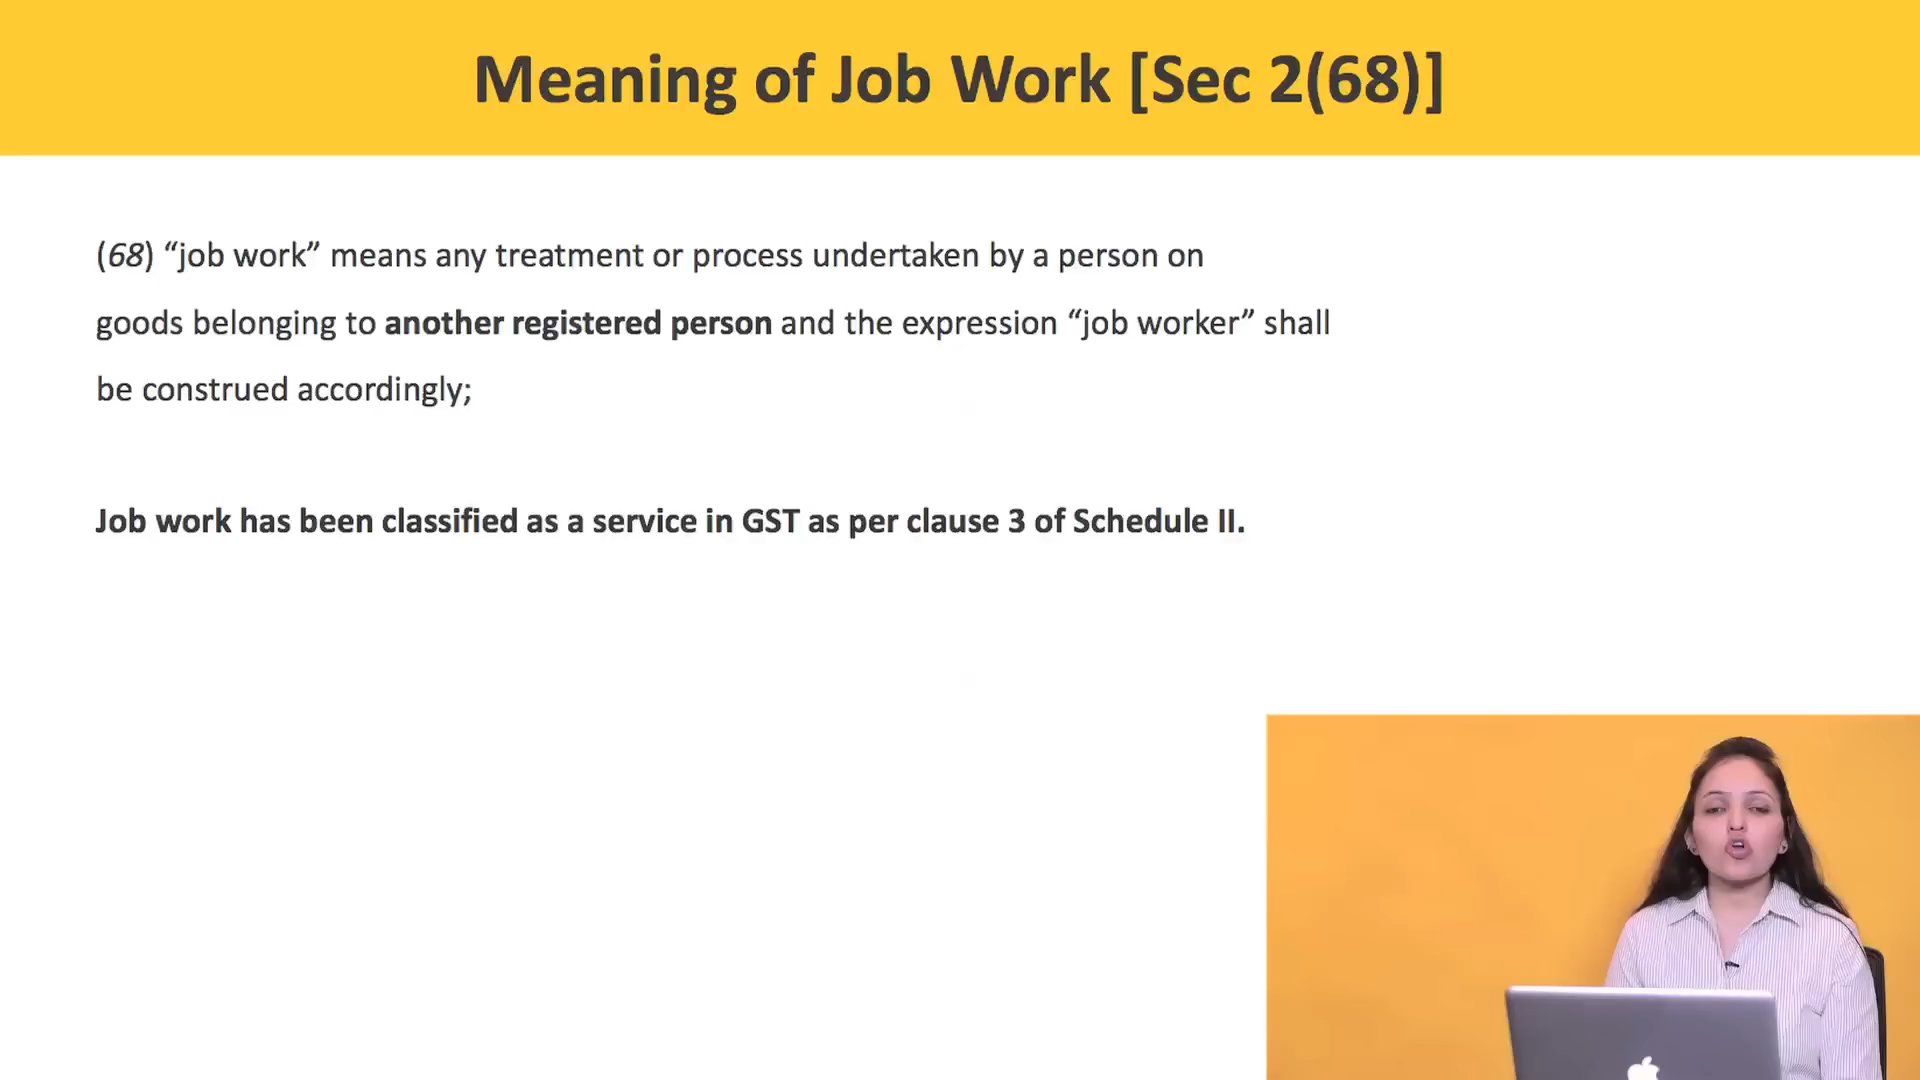 Meaning of Job Work [Sec 2(68)]
(68) “job work” means any treatment or process undertaken by a person on
goods belonging to another registered person and the expression “job worker” shall
be construed accordingly;
Job work has been classified as a service in GST as per clause 3 of Schedule II.